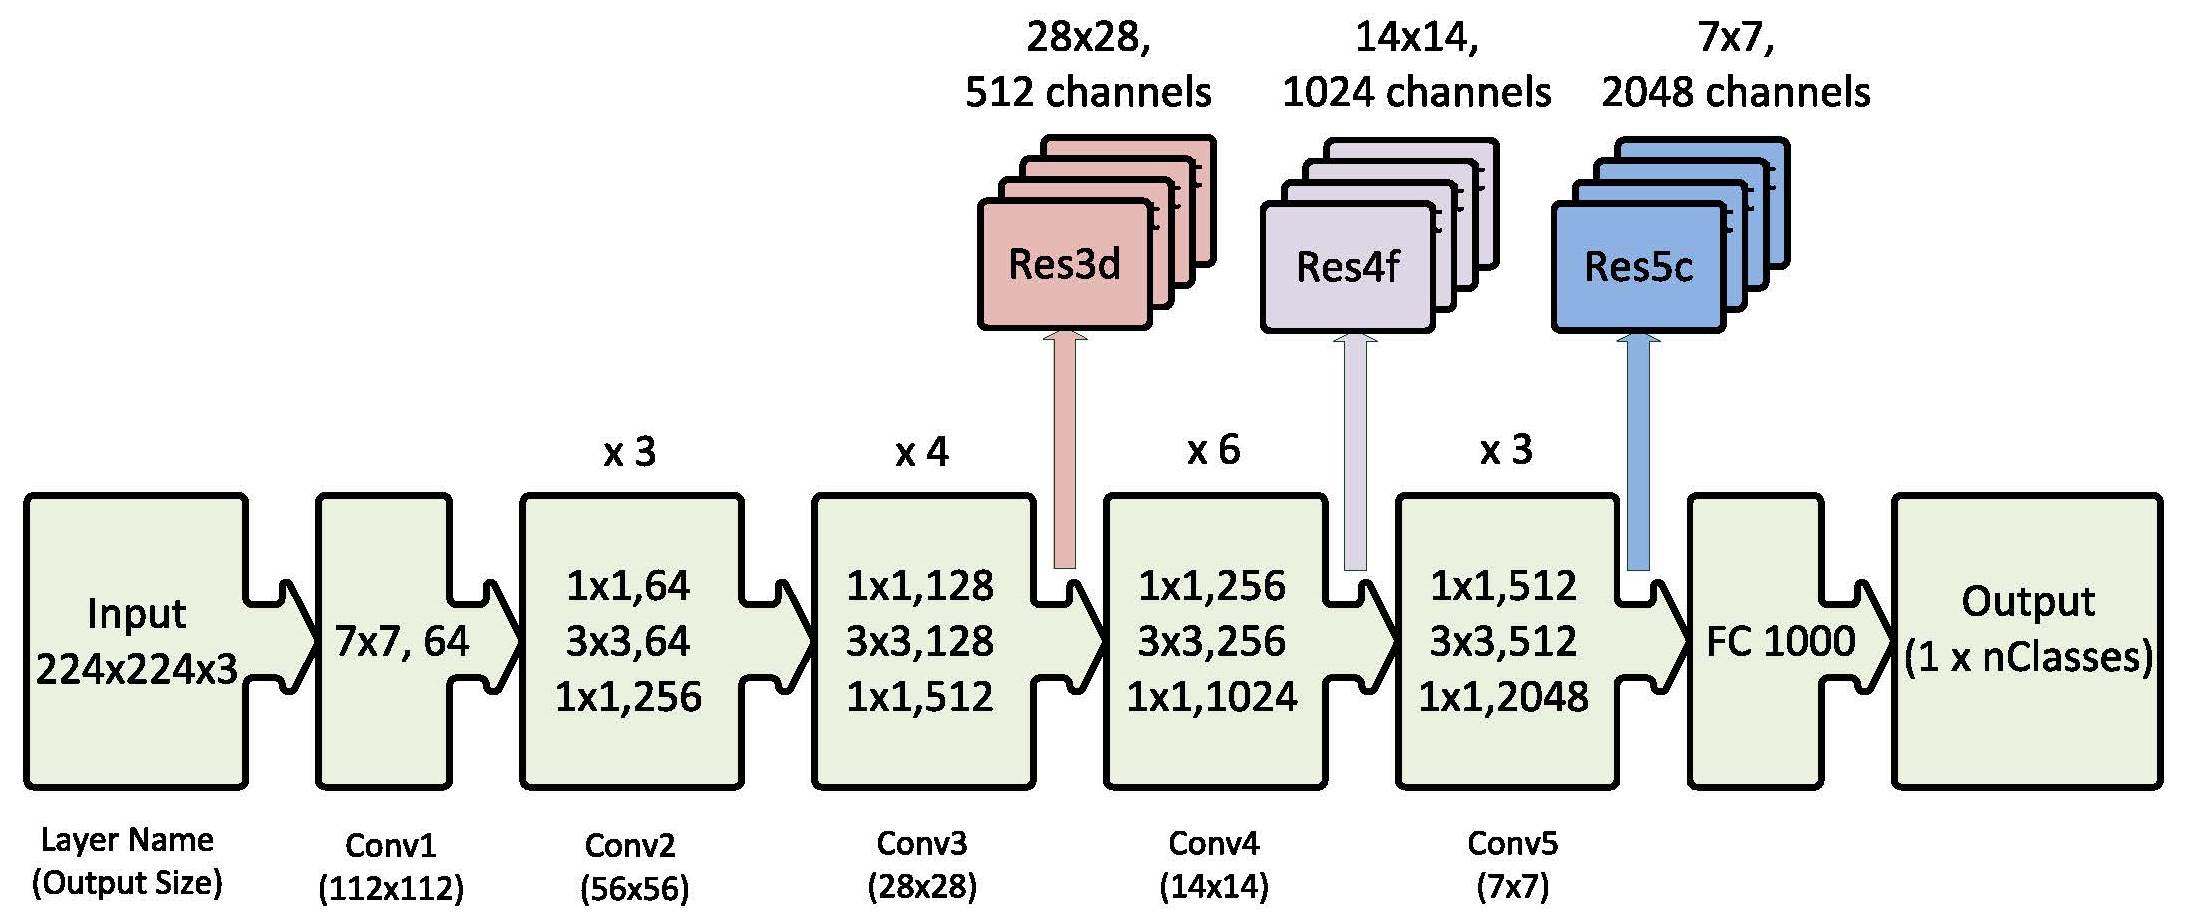 28x28,
512 channels
14x14,
1024 channels
7x7,
2048 channels
Res3d
Res4f
Res5c
x 3
x 4
x 6
x 3
Input
224x224x3
7x7, 64
1x1,64
3x3,64
1x1,256
1x1,128
3x3,128
1x1,512
1x1,256
3x3,256
1x1,1024
1x1,512
3x3,512
1x1,2048
FC 1000
Output
(1 x nClasses)
Layer Name
(Output Size)
Conv1
(112x112)
Conv2
(56x56)
Conv3
(28x28)
Conv4
(14x14)
Conv5
(7x7)